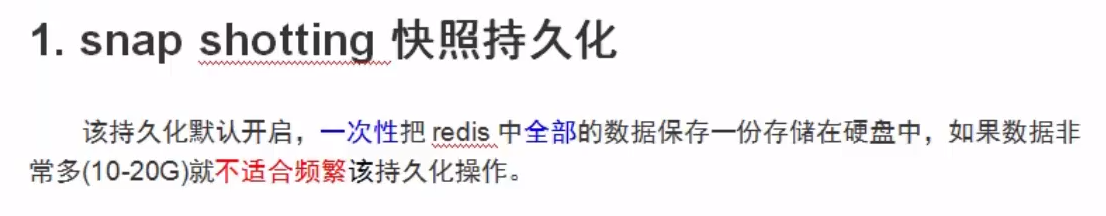 1. snap shotting 快照持久化
该持久化默认开启，一次性把 redis 中全部的数据保存一份存储在硬盘中，如果数据非
常多(10-20G)就不适合频繁该持久化操作。